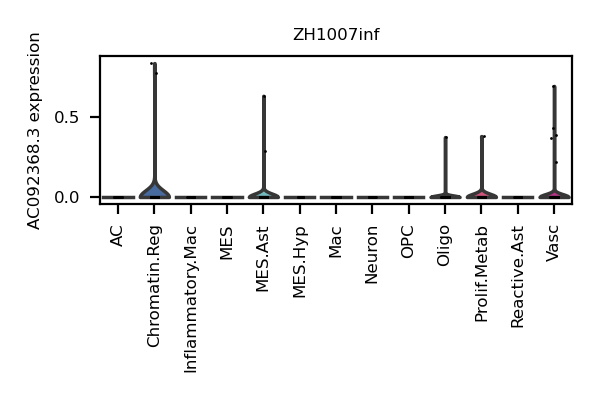 ZH1007inf
AC092368.3 expression
0.5
0.0
AC
Chromatin.Reg
Inflammatory.Mac
MES
MES.Ast
MES.Hyp
Mac
Neuron
OPC
Oligo
Prolif.Metab
Reactive.Ast
Vasc